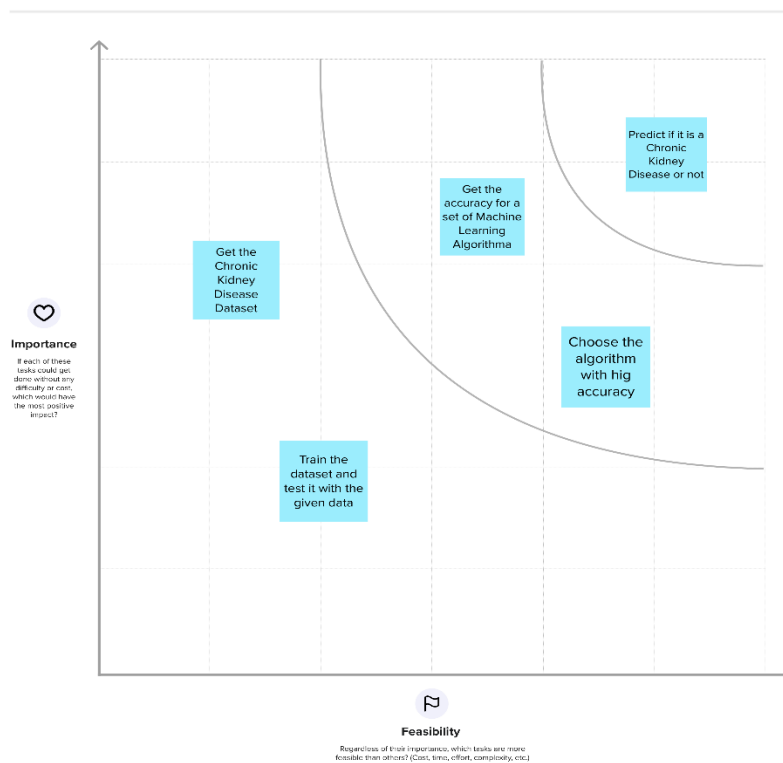 Predict if it is a
Chronic
Kidney
Disease or not
Get the
accuracy for a
set of Machine
Learning
Algorithma
Get the
Chronic
Kidney
Disease
Dataset
Importance
If each of these
tasks could get
done without any
difficulty or cost,
which would have
the most positive
impact?
Choose the
algorithm
with hig
accuracy
Train the
dataset and
test it with the
given data
Feasibility
Regardless of their importance, which tasks are more
feasible than others? (Cost, time, effort, complexity, etc.)